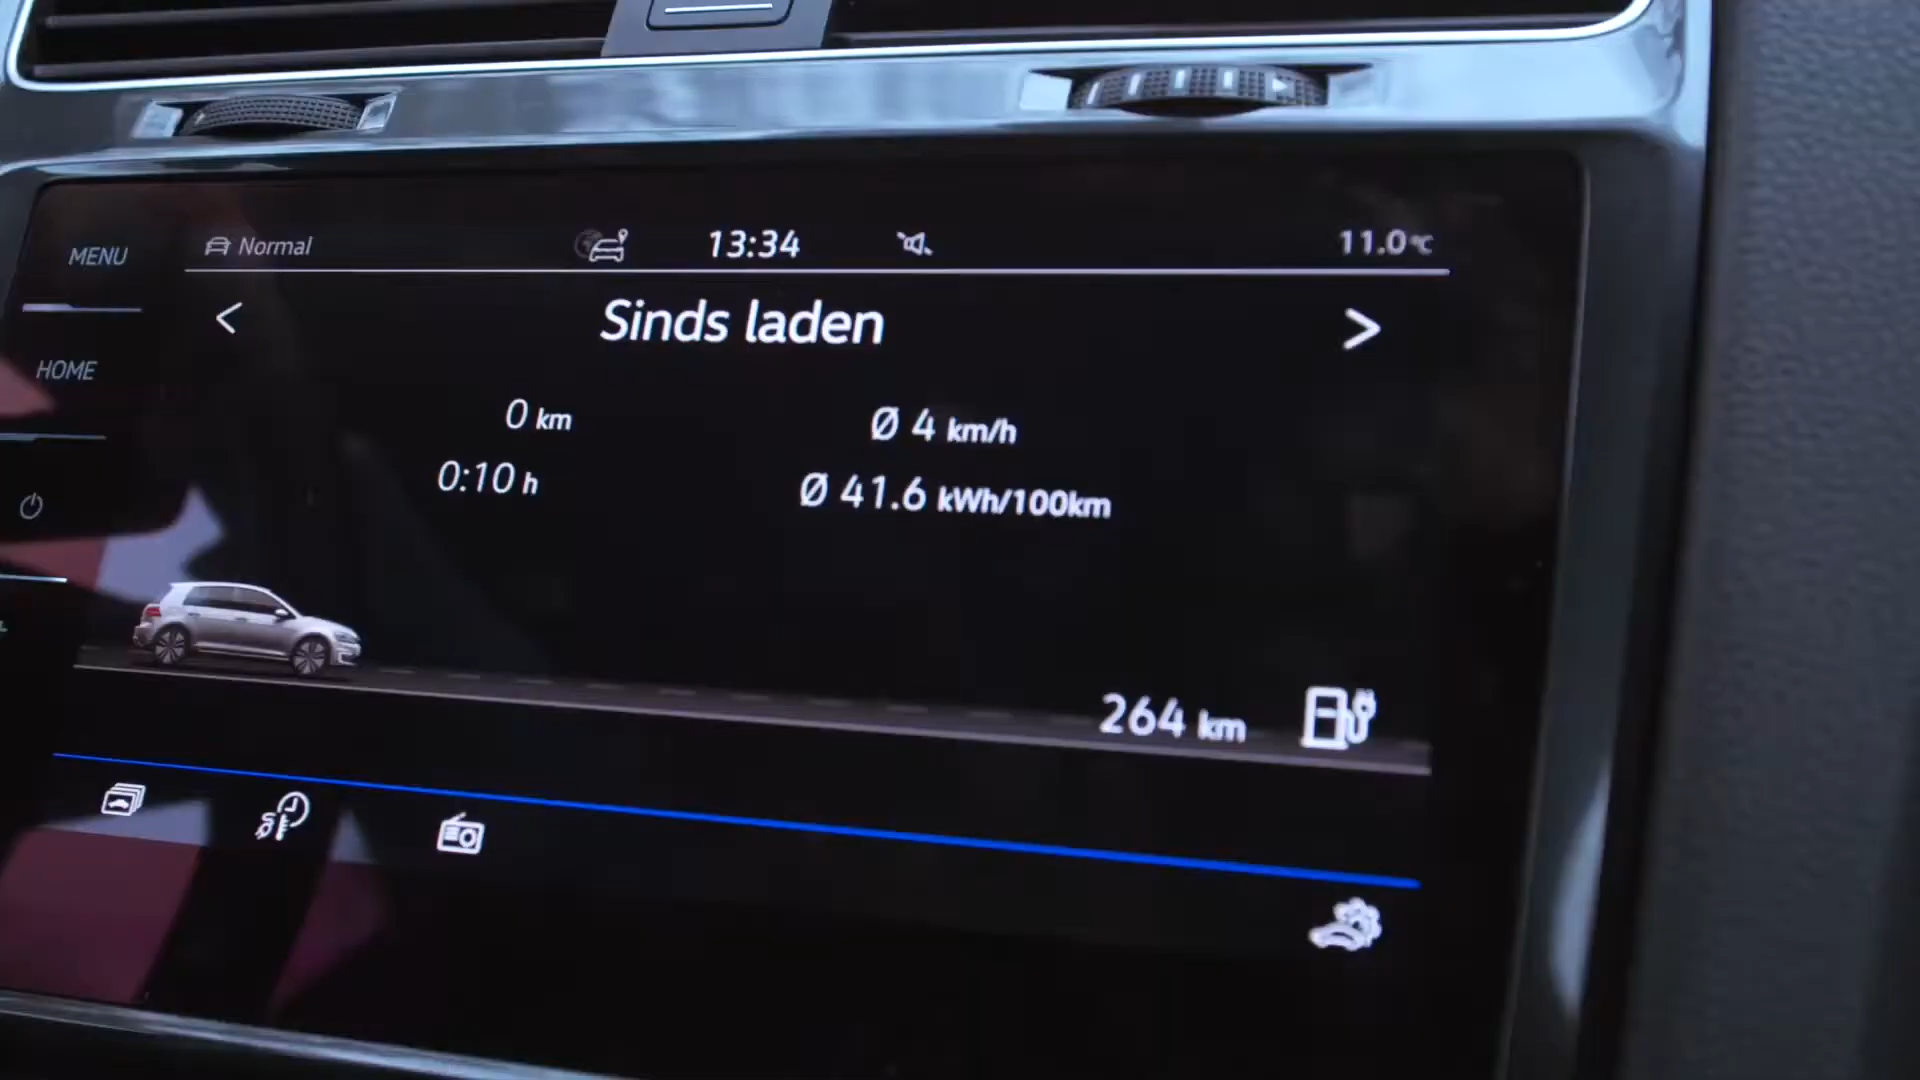 MENU
Normal
13:34
11.0°C
< Sinds laden >
HOME
0 km
Ø 4 km/h
0:10 h
Ø 41.6 kWh/100km
264 km